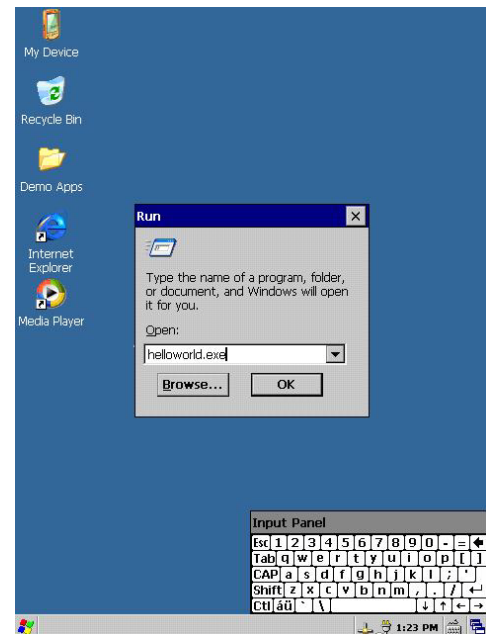 My Device
Recycle Bin
Demo Apps
Internet
Explorer
Media Player
Run
Type the name of a program, folder,
or document, and Windows will open
it for you.
Open:
helloworld.exe
Browse...
OK
Input Panel
Esc 1 2 3 4 5 6 7 8 9 0 - = 🡄
Tab q w e r t y u i o p [ ]
CAP a s d f g h j k l ; '
Shift z x c v b n m , . / ↵
Ctl áü ` \ ↓ ↑ ← →
1:23 PM